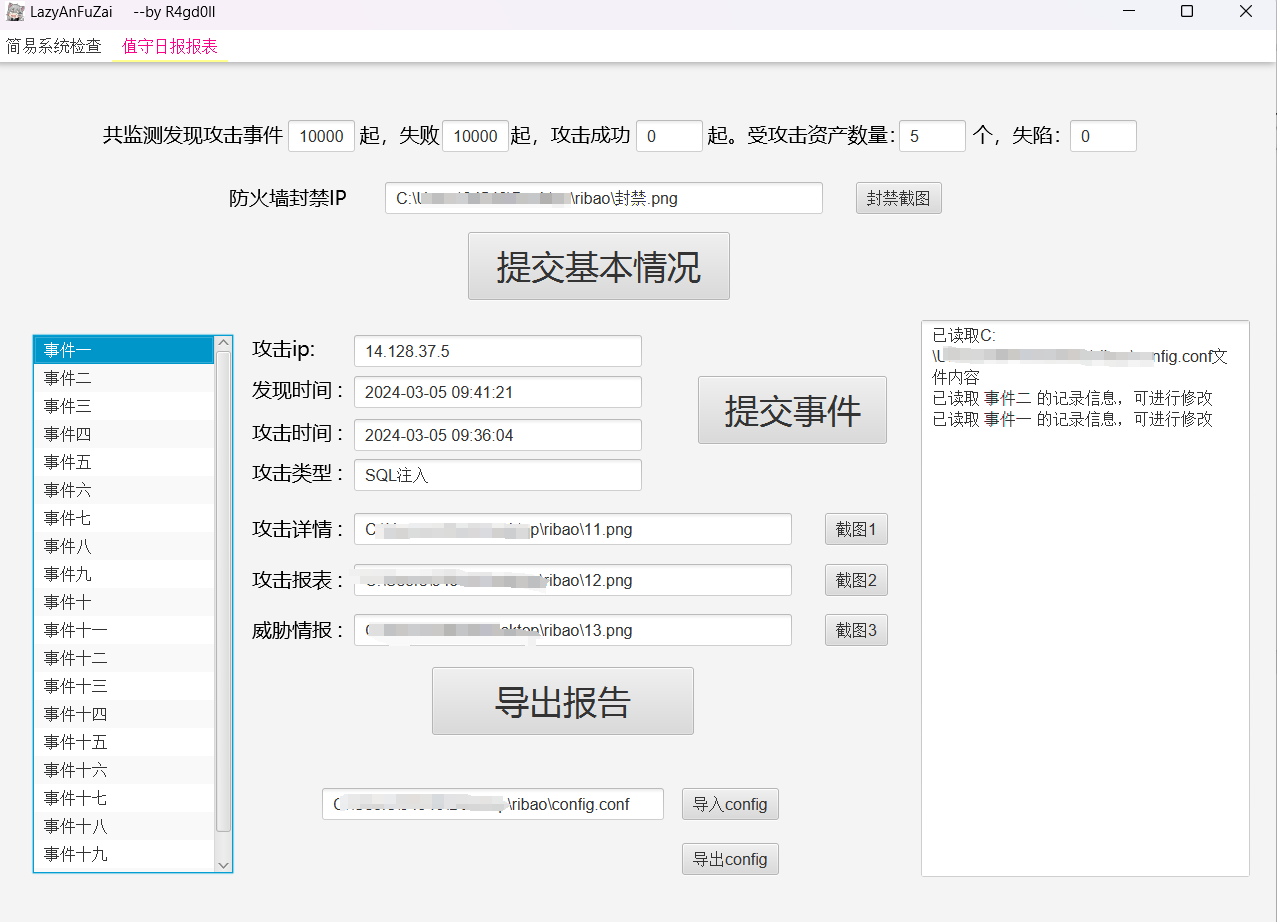 LazyAnFuZai --by R4gd0ll
简易系统检查 值守日报报表
共监测发现攻击事件 10000 起，失败 10000 起，攻击成功 0 起。受攻击资产数量： 5 个，失陷： 0
防火墙封禁IP C:\U \ribao\封禁.png 封禁截图
提交基本情况
事件一
事件二
事件三
事件四
事件五
事件六
事件七
事件八
事件九
事件十
事件十一
事件十二
事件十三
事件十四
事件十五
事件十六
事件十七
事件十八
事件十九
攻击ip: 14.128.37.5
发现时间： 2024-03-05 09:41:21
攻击时间： 2024-03-05 09:36:04
攻击类型： SQL注入
提交事件
攻击详情： C p\ribao\11.png 截图1
攻击报表： \ribao\12.png 截图2
威胁情报： \ribao\13.png 截图3
导出报告
\ribao\config.conf 导入config
导出config
已读取C:
\U nfig.conf文
件内容
已读取 事件二 的记录信息，可进行修改
已读取 事件一 的记录信息，可进行修改